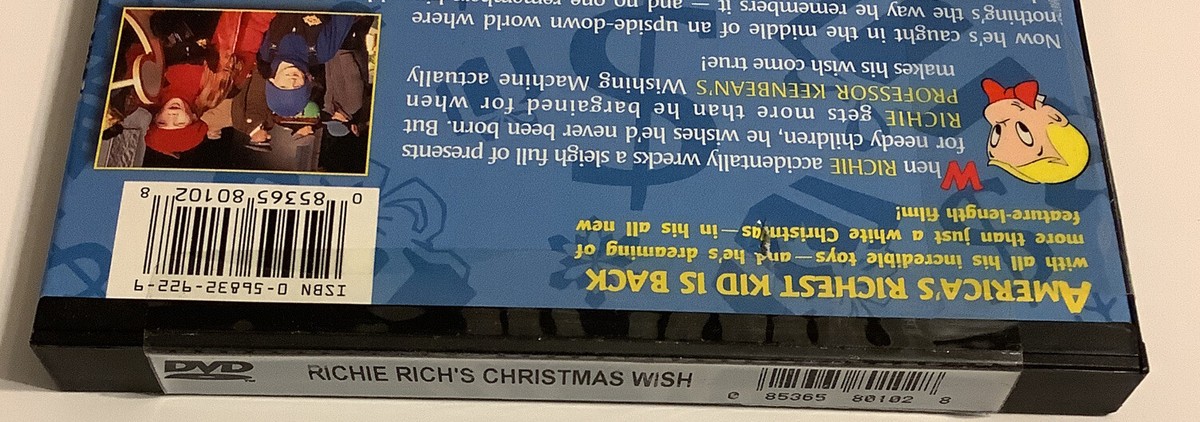 AMERICA'S RICHEST KID IS BACK
with all his incredible toys—and he's dreaming of
more than just a white Christmas—in his all new
feature-length film!
When RICHIE accidentally wrecks a sleigh full of presents
for needy children, he wishes he'd never been born. But
RICHIE gets more than he bargained for when
PROFESSOR KEENBEAN'S Wishing Machine actually
makes his wish come true!
Now he's caught in the middle of an upside-down world where
nothing's the way he remembers it — and no one
ISBN 0-56832-922-9
0 85365 80102 8
DVD
RICHIE RICH'S CHRISTMAS WISH
0 85365 80102 8